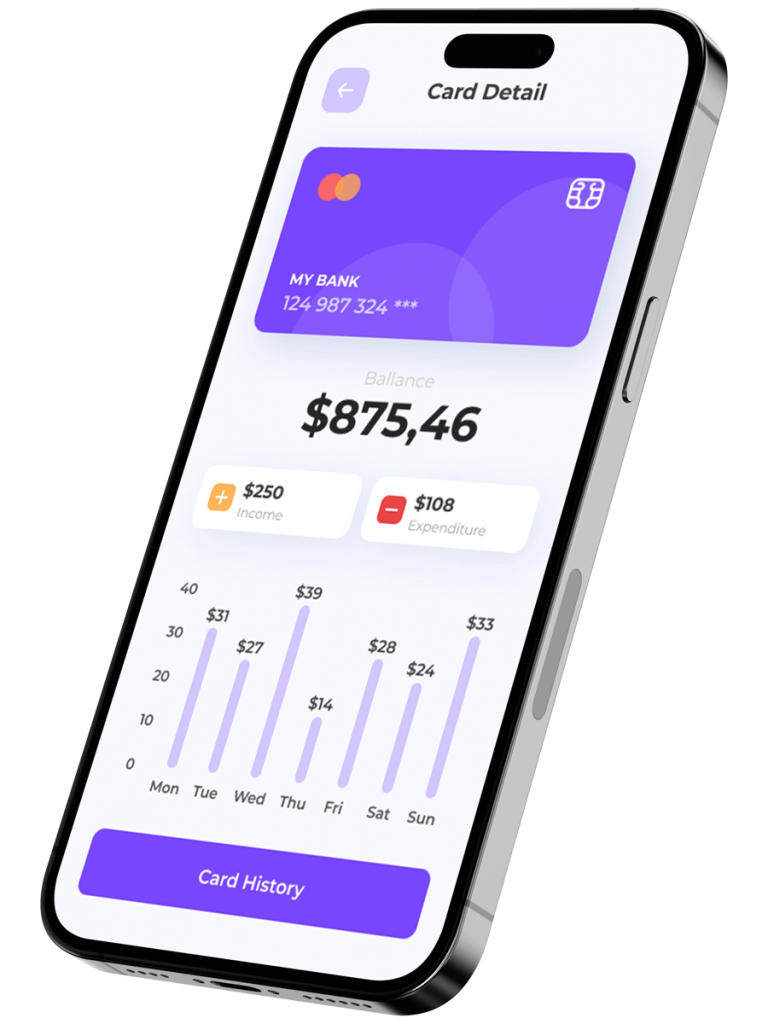 Card Detail
MY BANK
124 987 324 ***
Ballance
$875,46
$250
Income
$108
Expenditure
40
30
20
10
0
$31
$27
$39
$14
$28
$24
$33
Mon Tue Wed Thu Fri Sat Sun
Card History